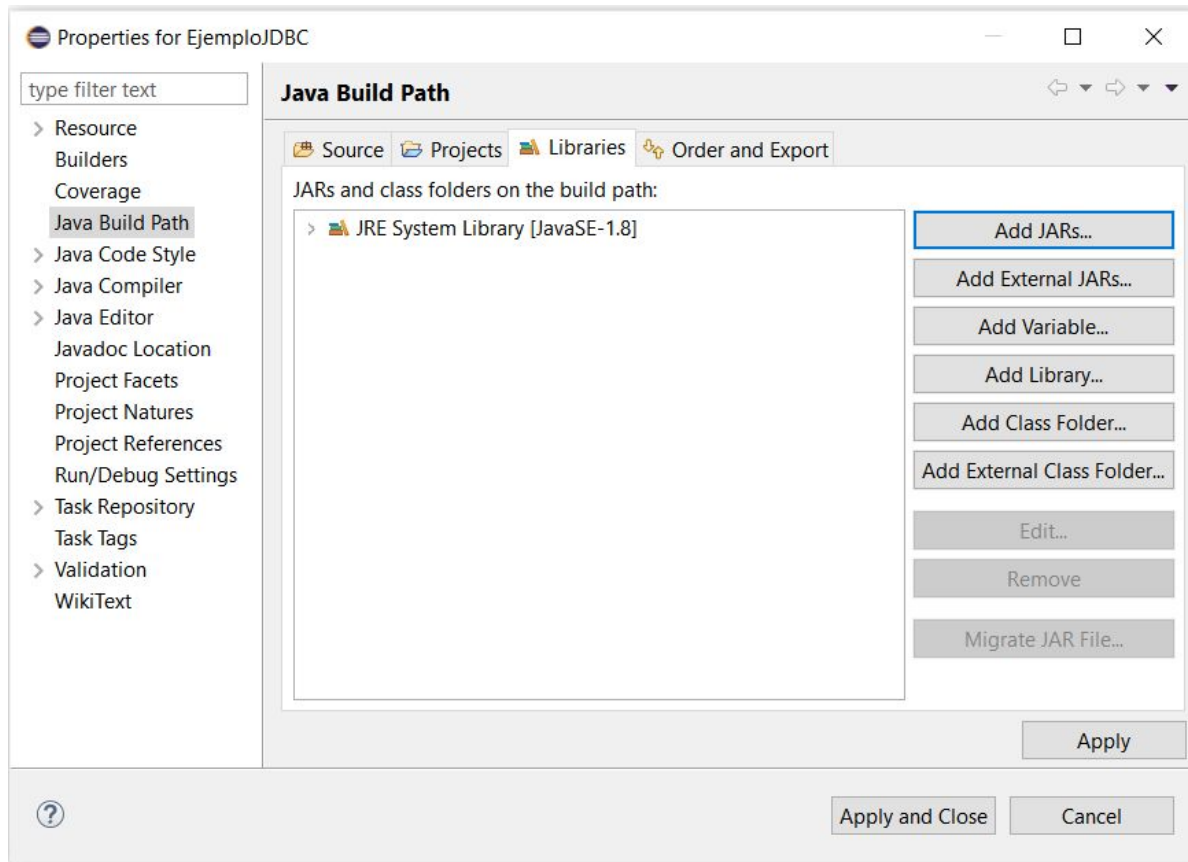 Properties for EjemploJDBC
type filter text
Resource
Builders
Coverage
Java Build Path
Java Code Style
Java Compiler
Java Editor
Javadoc Location
Project Facets
Project Natures
Project References
Run/Debug Settings
Task Repository
Task Tags
Validation
WikiText
Java Build Path
Source Projects Libraries Order and Export
JARs and class folders on the build path:
JRE System Library [JavaSE-1.8]
Add JARs...
Add External JARs...
Add Variable...
Add Library...
Add Class Folder...
Add External Class Folder...
Edit...
Remove
Migrate JAR File...
Apply
?
Apply and Close
Cancel